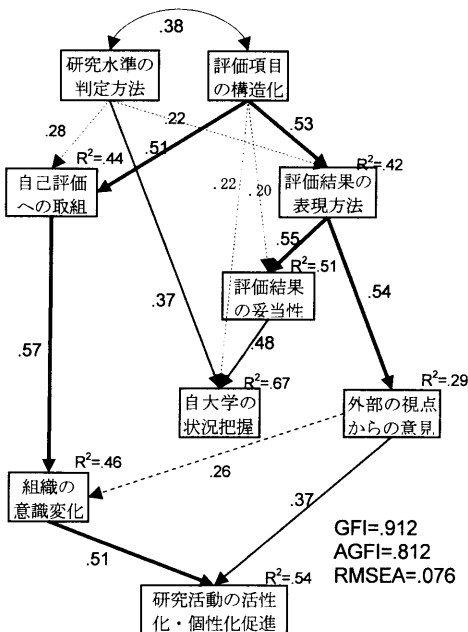 .38
研究水準の
判定方法
評価項目
の構造化
.28
.22
.51
.53
R²=.44
R²=.42
自己評価
への取組
.22
.20
評価結果の
表現方法
.55
R²=.51
評価結果
の妥当性
.37
.54
.57
.48
R²=.67
R²=.29
自大学の
状況把握
外部の視点
からの意見
R²=.46
.26
組織の
意識変化
.37
GFI=.912
AGFI=.812
RMSEA=.076
.51
R²=.54
研究活動の活性
化・個性化促進